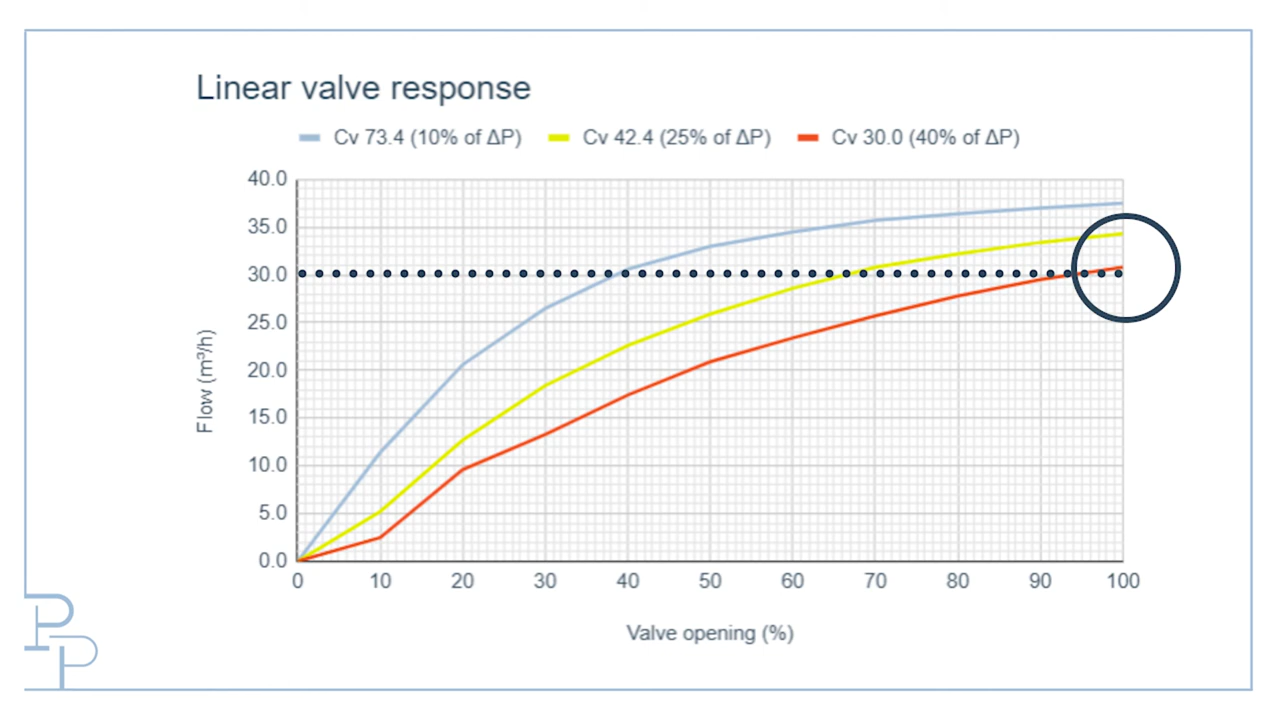 Linear valve response
Cv 73.4 (10% of ΔP) Cv 42.4 (25% of ΔP) Cv 30.0 (40% of ΔP)
40.0
35.0
30.0
25.0
20.0
15.0
10.0
5.0
0.0
Flow (m³/h)
0 10 20 30 40 50 60 70 80 90 100
Valve opening (%)
PP